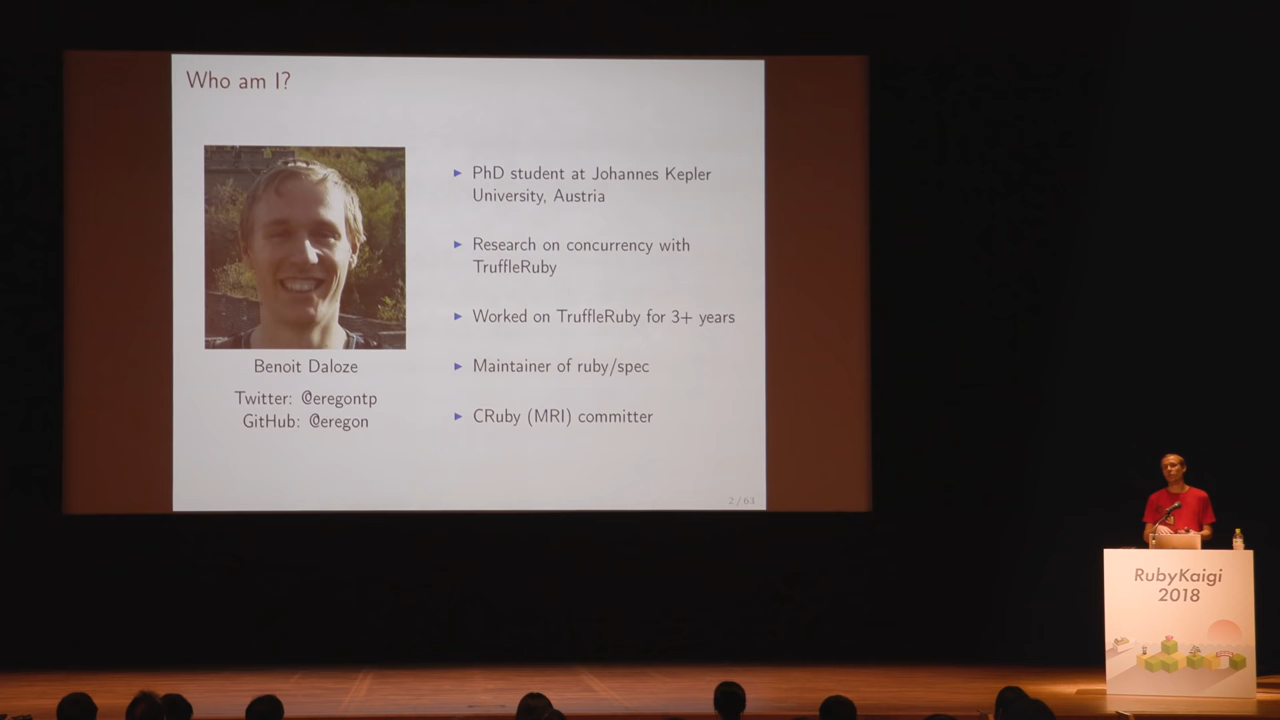 Who am I?
Benoit Daloze
Twitter: @eregontp
GitHub: @eregon
▶ PhD student at Johannes Kepler
University, Austria
▶ Research on concurrency with
TruffleRuby
▶ Worked on TruffleRuby for 3+ years
▶ Maintainer of ruby/spec
▶ CRuby (MRI) committer
2 / 63
RubyKaigi
2018